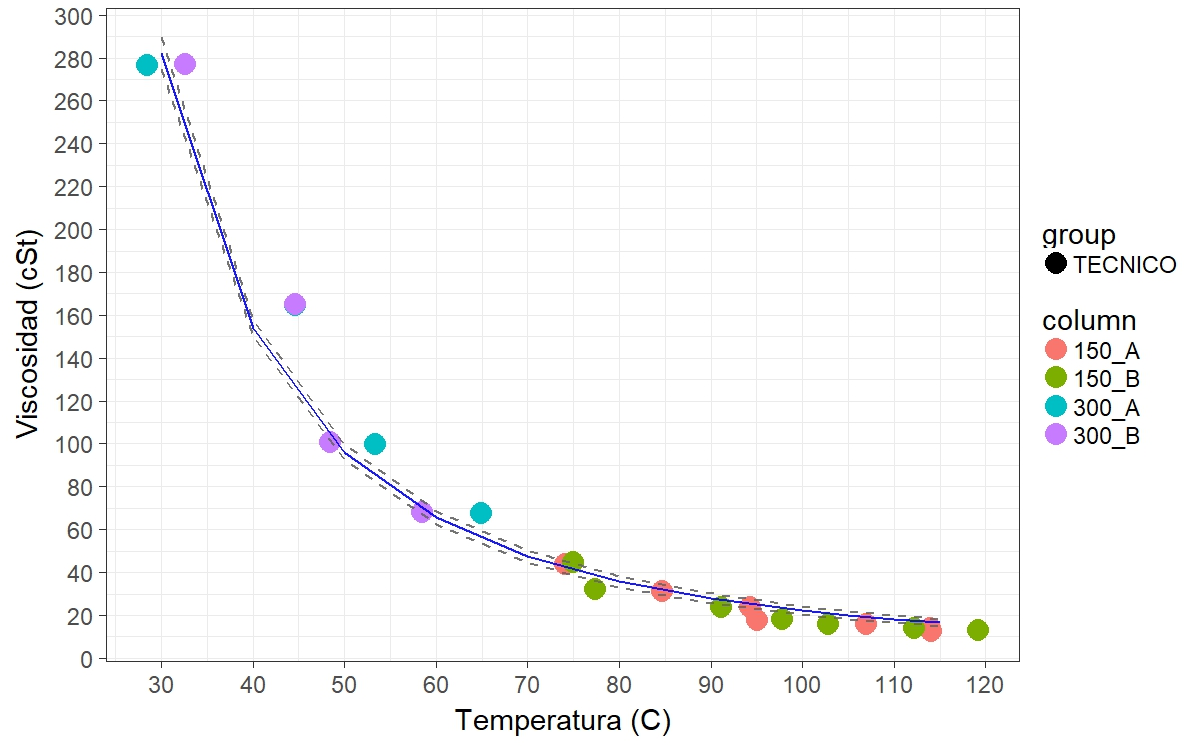 300
280
260
240
220
200
180
160
140
120
100
80
60
40
20
0
Viscosidad (cSt)
30 40 50 60 70 80 90 100 110 120
Temperatura (C)
group
TECNICO
column
150_A
150_B
300_A
300_B